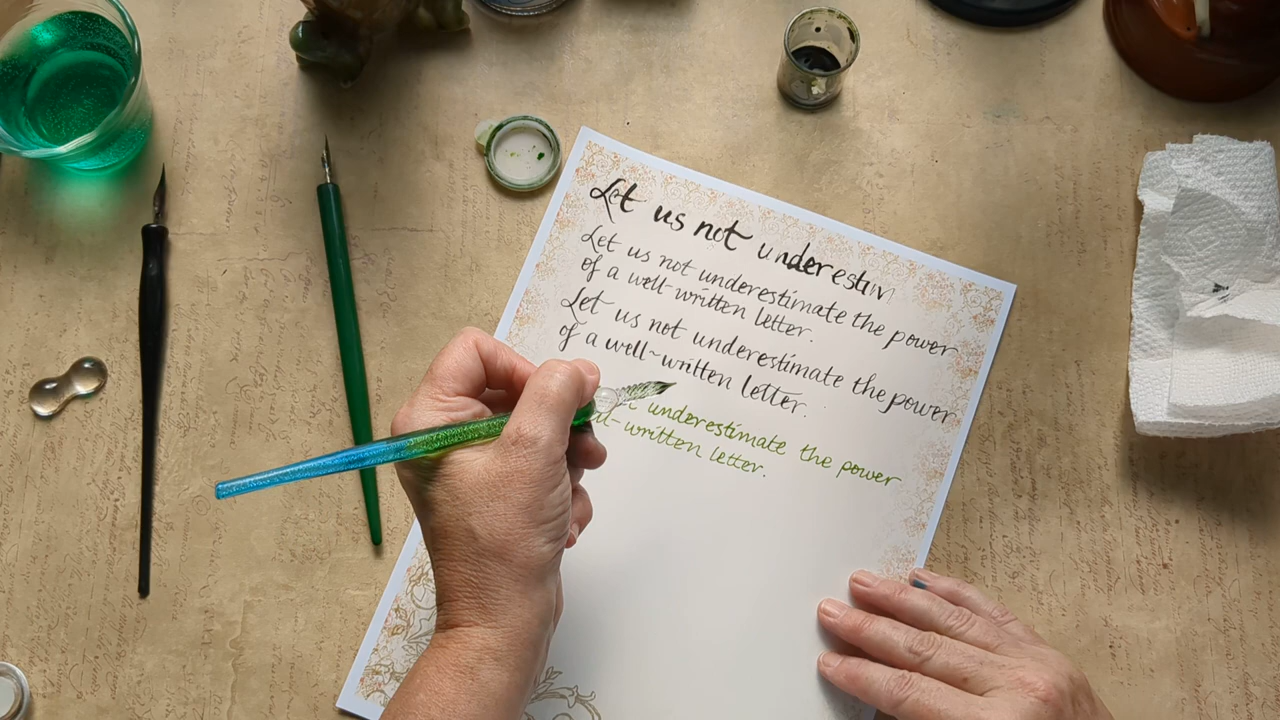 Let us not underestim
Let us not underestimate the power
of a well-written letter.
Let us not underestimate the power
of a well-written letter.
underestimate the power
written letter.